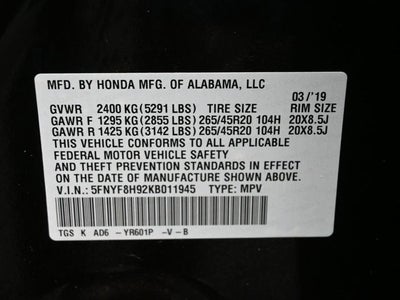 MFD. BY HONDA MFG. OF ALABAMA, LLC
03/'19
GVWR 2400 KG(5291 LBS) TIRE SIZE RIM SIZE
GAWR F 1295 KG(2855 LBS) 265/45R20 104H 20X8.5J
GAWR R 1425 KG(3142 LBS) 265/45R20 104H 20X8.5J
THIS VEHICLE CONFORMS TO ALL APPLICABLE
FEDERAL MOTOR VEHICLE SAFETY
AND THEFT PREVENTION STANDARDS IN EFFECT
ON THE DATE OF MANUFACTURE SHOWN ABOVE.
V.I.N.: 5FNYF8H92KB011945 TYPE: MPV
TGS K AD6 -YR601P -V-B